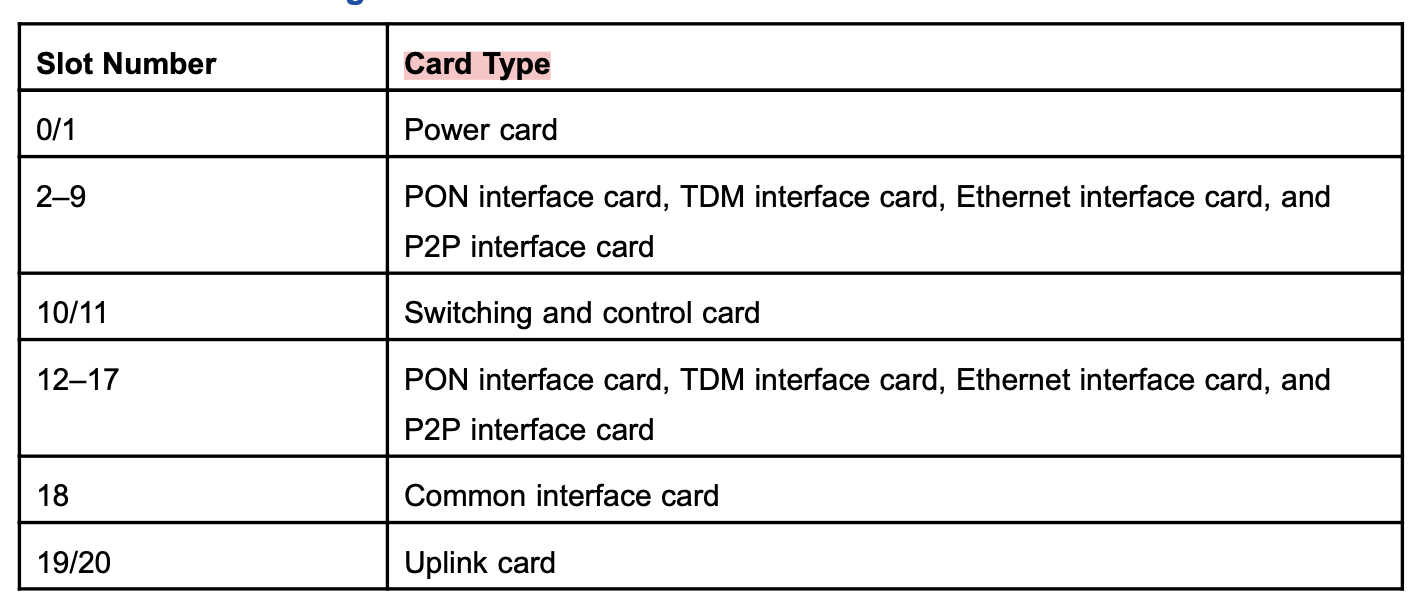 Slot Number Card Type
0/1 Power card
2–9 PON interface card, TDM interface card, Ethernet interface card, and
P2P interface card
10/11 Switching and control card
12–17 PON interface card, TDM interface card, Ethernet interface card, and
P2P interface card
18 Common interface card
19/20 Uplink card